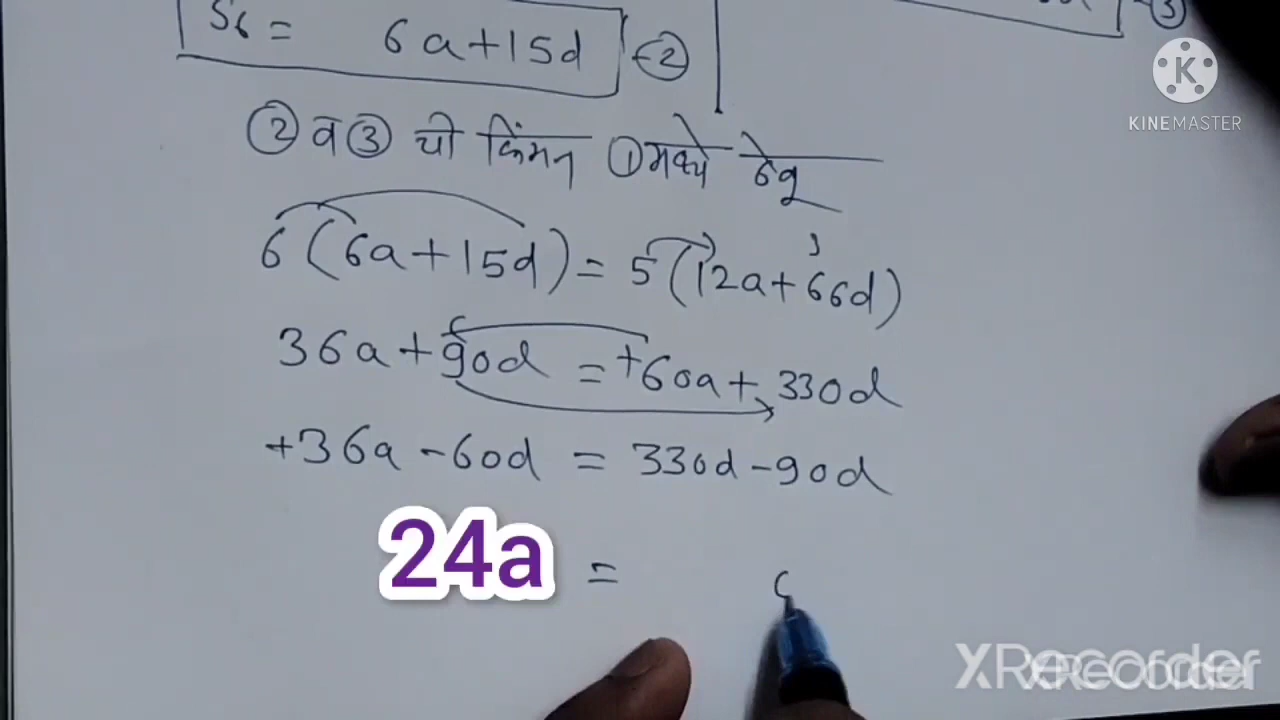 S6 = 6a+15d -②
③
K
KINEMASTER
② व ③ ची किंमत ① मध्ये ठेवू
6(6a+15d) = 5(12a+66d)
36a+90d = +60a+330d
+36a-60d = 330d-90d
24a =
XRecorder